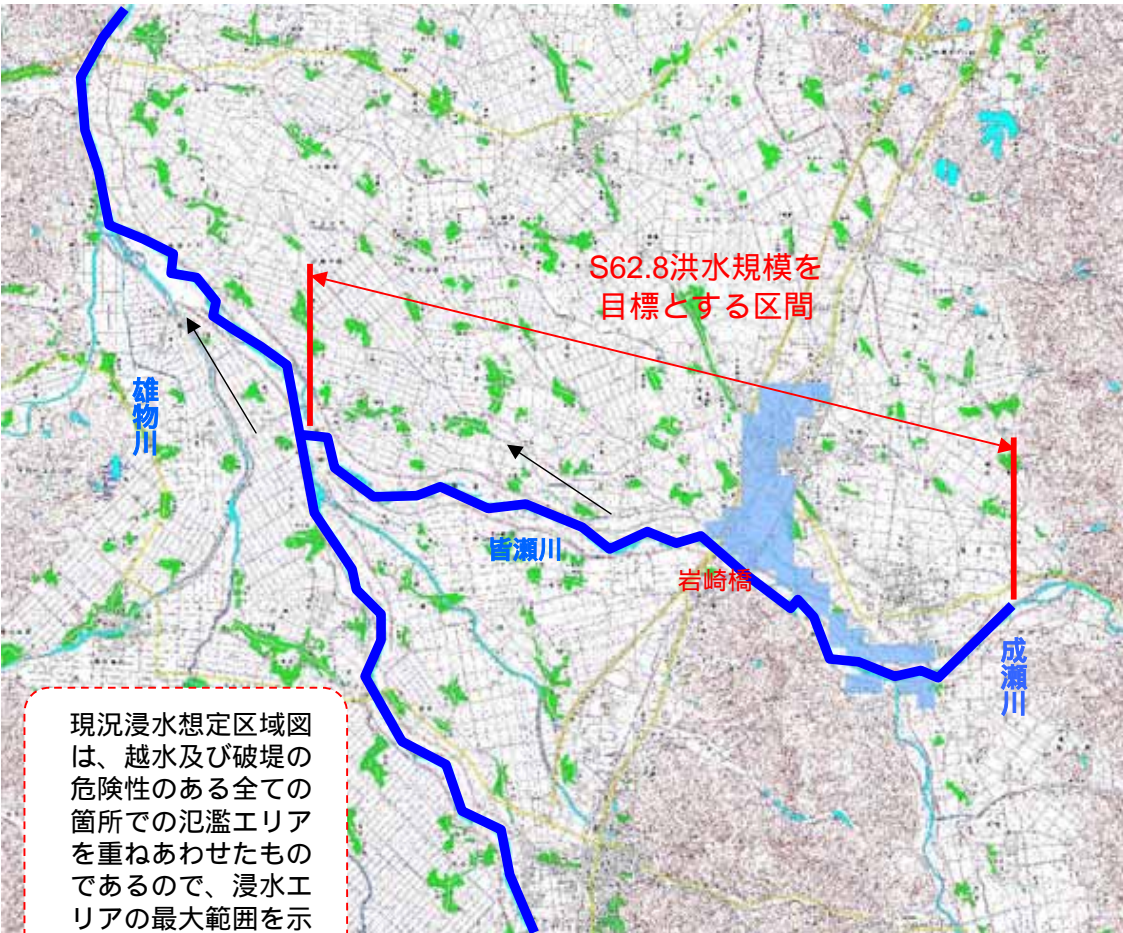 S62.8洪水規模を
目標とする区間
雄物川
皆瀬川
岩崎橋
成瀬川
現況浸水想定区域図
は、越水及び破堤の
危険性のある全ての
箇所での氾濫エリア
を重ねあわせたもの
であるので、浸水エ
リアの最大範囲を示